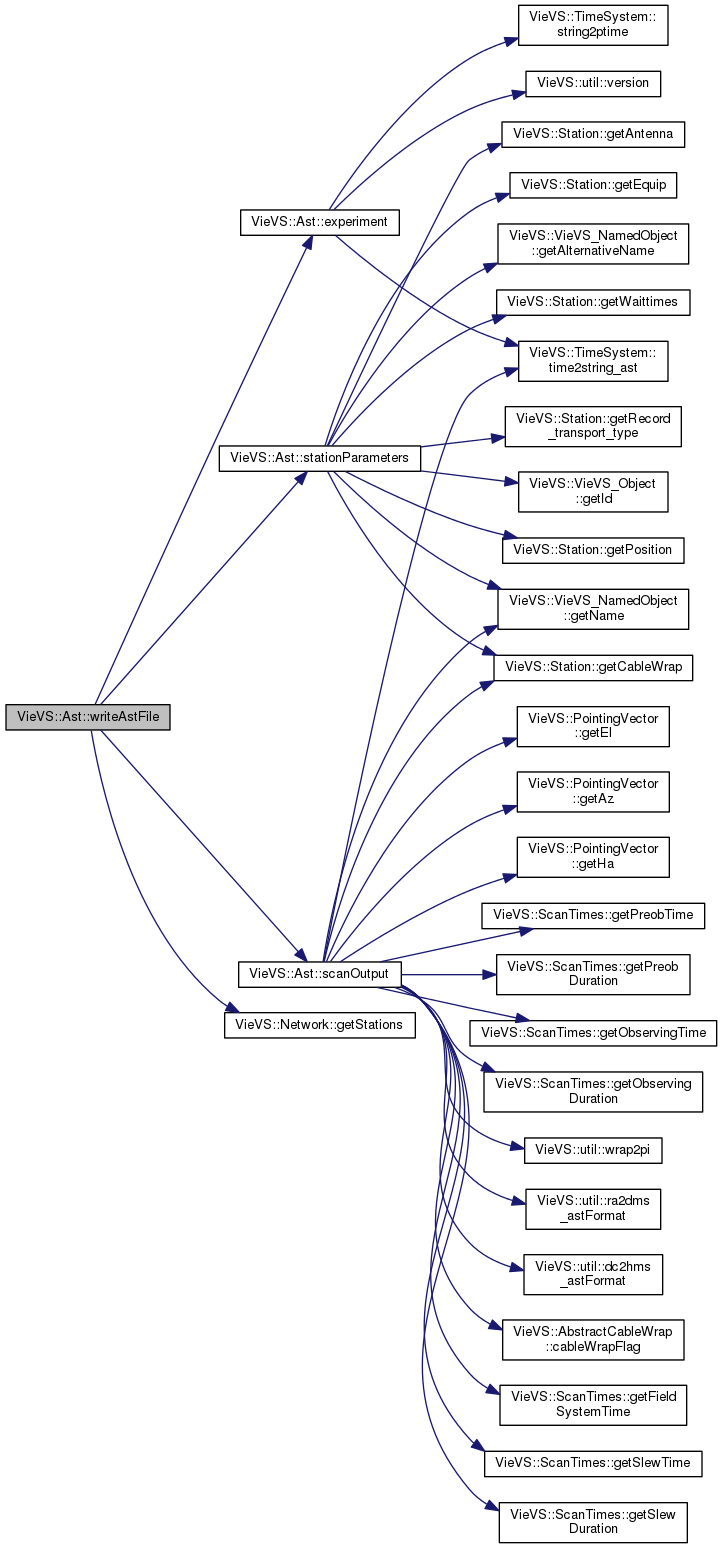 VieVS::TimeSystem::
string2ptime
VieVS::util::version
VieVS::Station::getAntenna
VieVS::Station::getEquip
VieVS::Ast::experiment
VieVS::VieVS_NamedObject
::getAlternativeName
VieVS::Station::getWaittimes
VieVS::TimeSystem::
time2string_ast
VieVS::Station::getRecord
_transport_type
VieVS::Ast::stationParameters
VieVS::VieVS_Object
::getId
VieVS::Station::getPosition
VieVS::VieVS_NamedObject
::getName
VieVS::Station::getCableWrap
VieVS::Ast::writeAstFile
VieVS::PointingVector
::getEl
VieVS::PointingVector
::getAz
VieVS::PointingVector
::getHa
VieVS::ScanTimes::getPreobTime
VieVS::Ast::scanOutput
VieVS::ScanTimes::getPreob
Duration
VieVS::Network::getStations
VieVS::ScanTimes::getObservingTime
VieVS::ScanTimes::getObserving
Duration
VieVS::util::wrap2pi
VieVS::util::ra2dms
_astFormat
VieVS::util::dc2hms
_astFormat
VieVS::AbstractCableWrap
::cableWrapFlag
VieVS::ScanTimes::getField
SystemTime
VieVS::ScanTimes::getSlewTime
VieVS::ScanTimes::getSlew
Duration